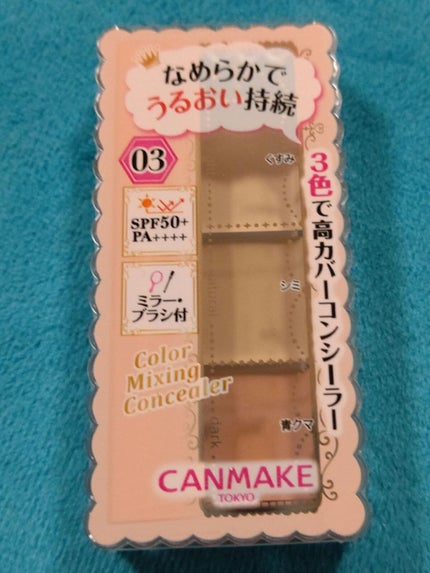 なめらかで
うるおい持続
03
くすみ
3色で高カバーコンシーラー
SPF50+
PA++++
シミ
ミラー・
ブラシ付
Color
Mixing
Concealer
青クマ
dark
CANMAKE
TOKYO